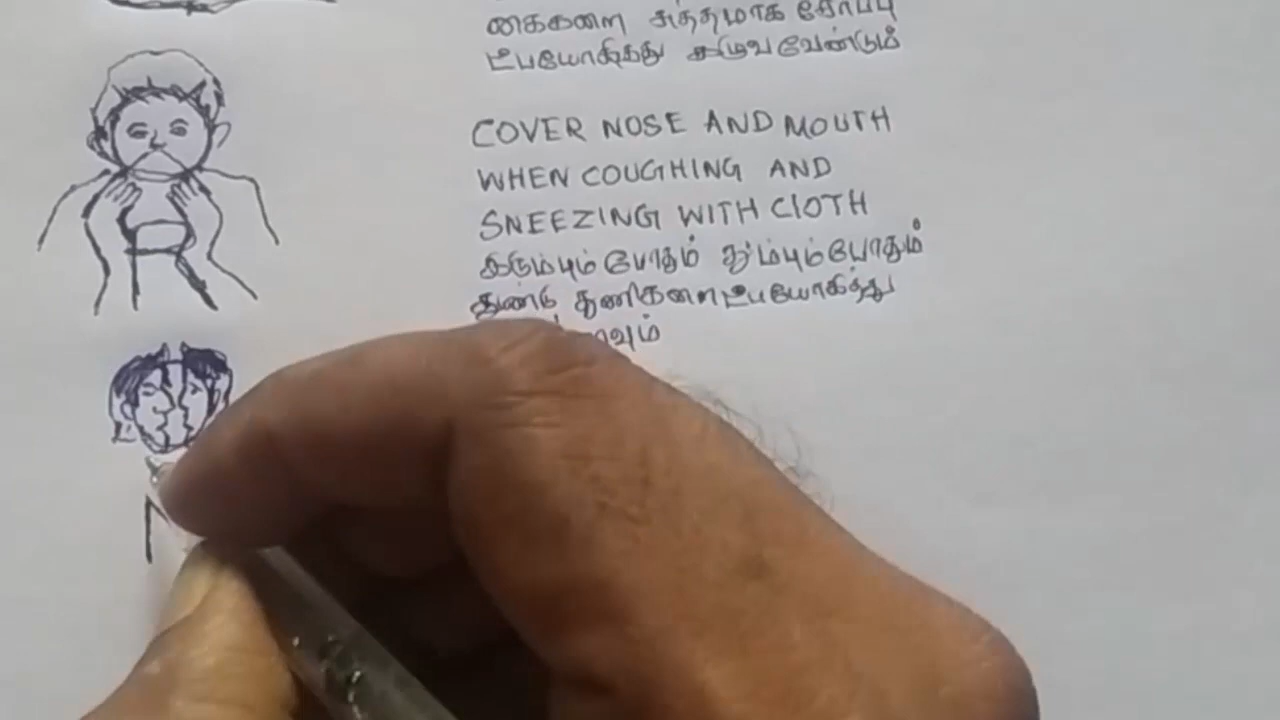 கைகளை சுத்தமாக சோப்பு
உபயோகித்து கழுவவேண்டும்
COVER NOSE AND MOUTH
WHEN COUGHING AND
SNEEZING WITH ClOTH
இரும்பும் போதும் தும்பும்போதும்
துண்டு துணிகளை உபயோகித்து